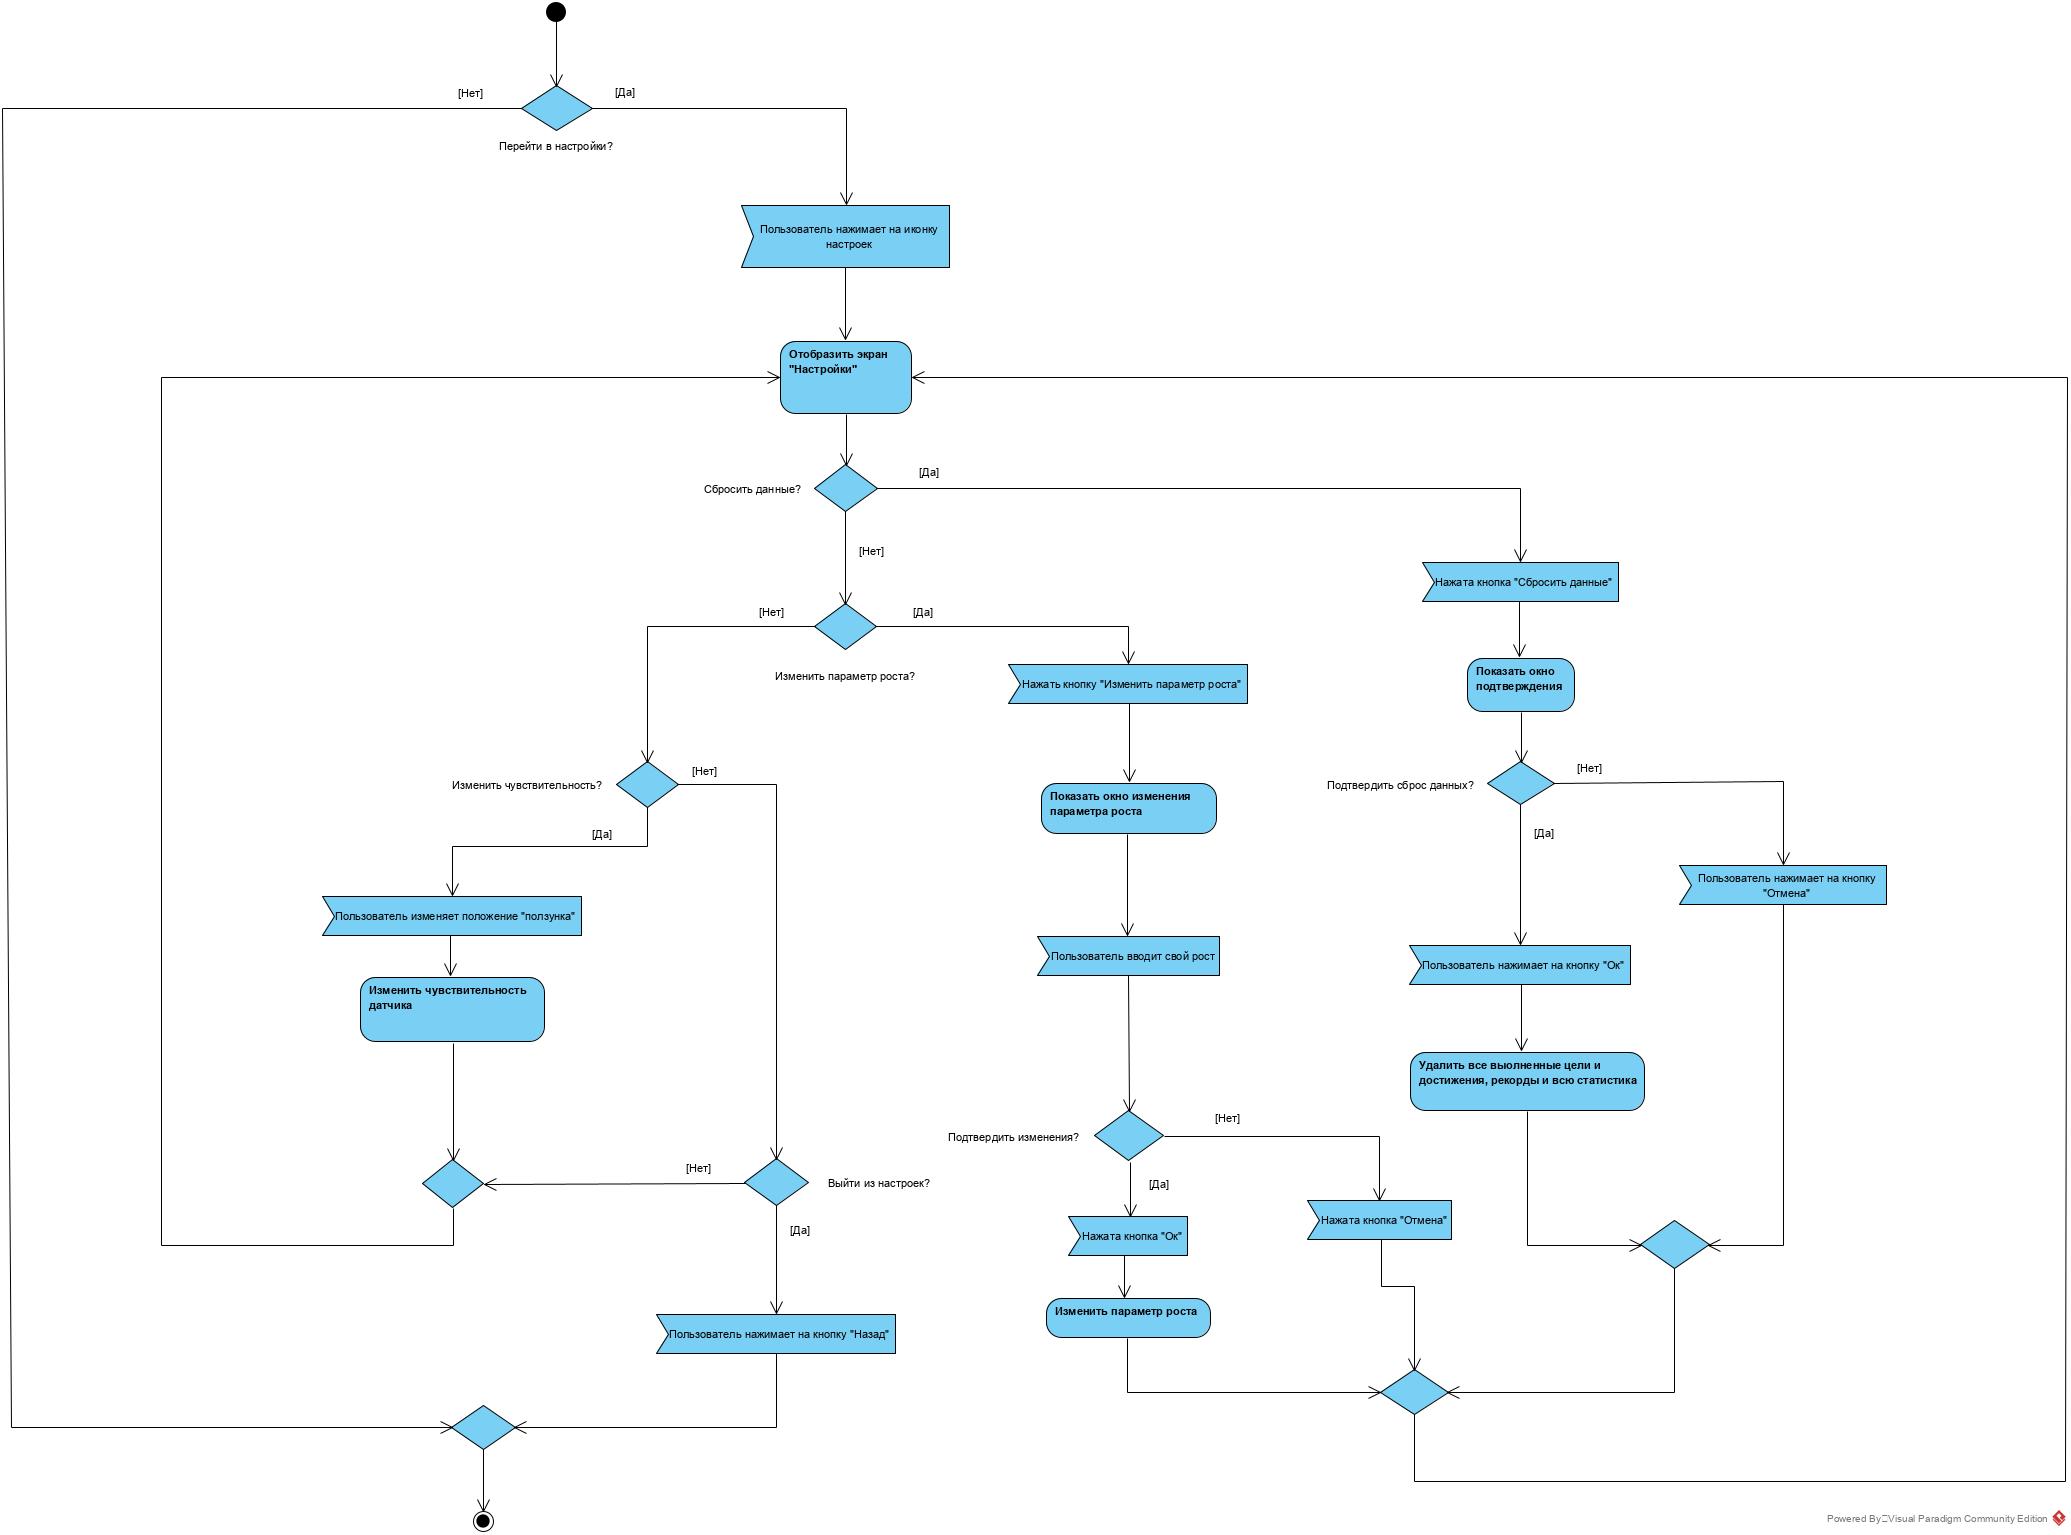 [Нет]
[Да]
Перейти в настройки?
Пользователь нажимает на иконку
настроек
Отобразить экран
"Настройки"
Сбросить данные?
[Да]
[Нет]
Нажата кнопка "Сбросить данные"
[Нет]
[Да]
Изменить параметр роста?
Нажать кнопку "Изменить параметр роста"
Показать окно
подтверждения
Изменить чувствительность?
[Нет]
[Да]
Показать окно изменения
параметра роста
Подтвердить сброс данных?
[Нет]
[Да]
Пользователь нажимает на кнопку
"Отмена"
Пользователь изменяет положение "ползунка"
Изменить чувствительность
датчика
Пользователь вводит свой рост
Пользователь нажимает на кнопку "Ок"
Удалить все выолненные цели и
достижения, рекорды и всю статистика
Подтвердить изменения?
[Нет]
[Да]
[Нет]
Выйти из настроек?
[Да]
Нажата кнопка "Ок"
Нажата кнопка "Отмена"
Изменить параметр роста
Пользователь нажимает на кнопку "Назад"
Powered By Visual Paradigm Community Edition